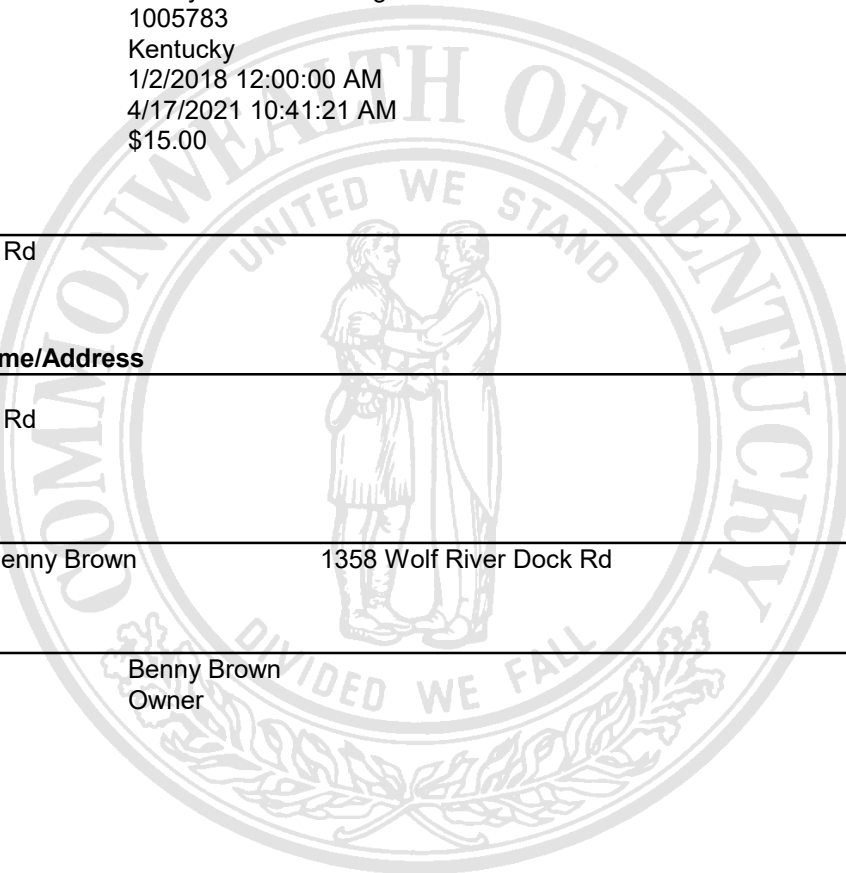 1005783
Kentucky
1/2/2018 12:00:00 AM
4/17/2021 10:41:21 AM
$15.00
COMMONWEALTH OF KENTUCKY
UNITED WE STAND
Rd
me/Address
Rd
enny Brown 1358 Wolf River Dock Rd
DIVIDED WE FALL
Benny Brown
Owner